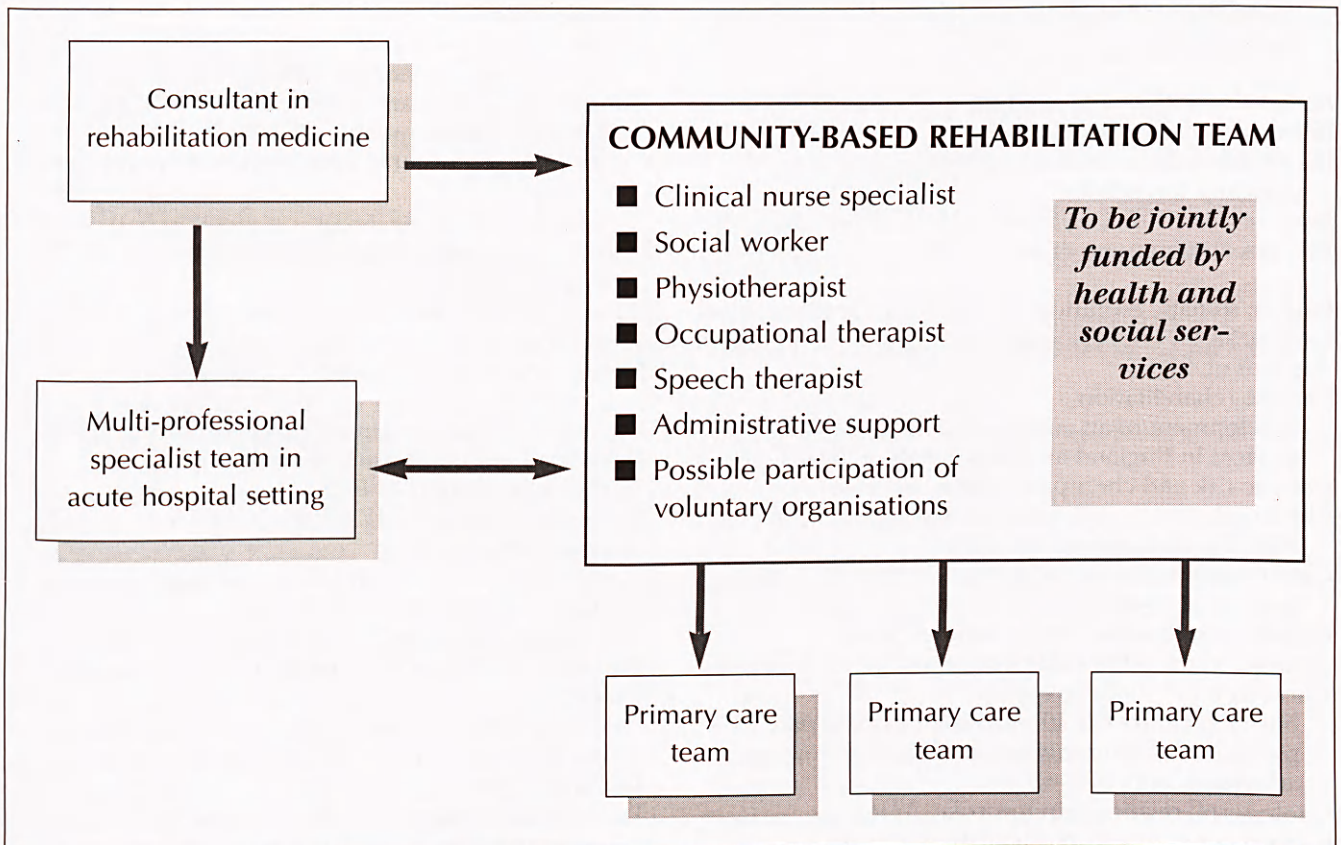 Consultant in
rehabilitation medicine
COMMUNITY-BASED REHABILITATION TEAM
■ Clinical nurse specialist
■ Social worker
■ Physiotherapist
■ Occupational therapist
■ Speech therapist
■ Administrative support
■ Possible participation of
voluntary organisations
To be jointly
funded by
health and
social ser-
vices
Multi-professional
specialist team in
acute hospital setting
Primary care
team
Primary care
team
Primary care
team